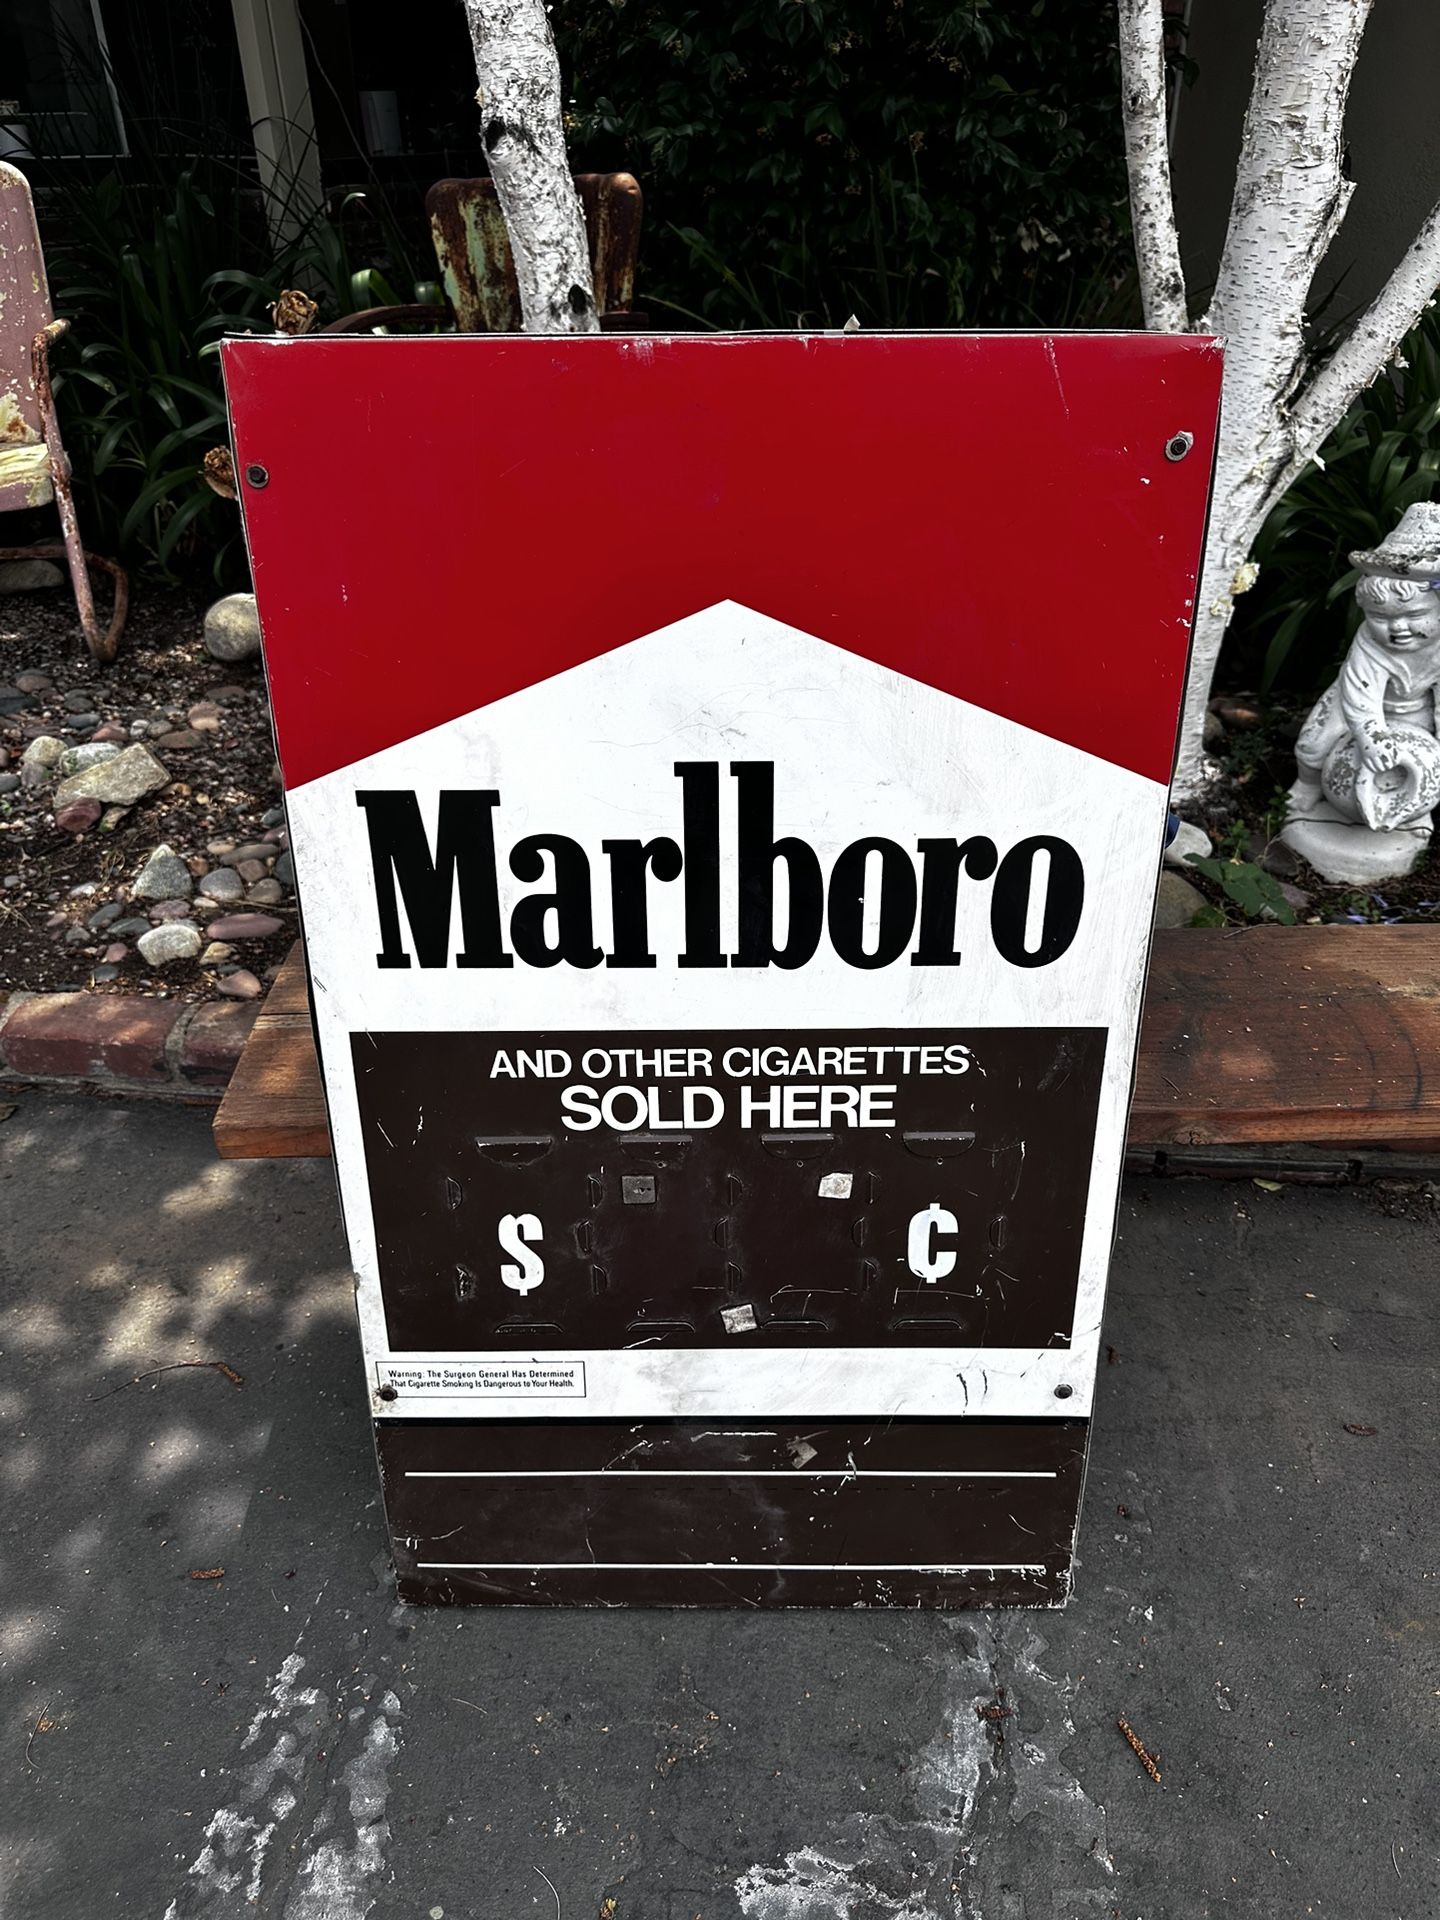 Marlboro
AND OTHER CIGARETTES
SOLD HERE
$ ¢
Warning: The Surgeon General Has Determined
That Cigarette Smoking Is Dangerous to Your Health.